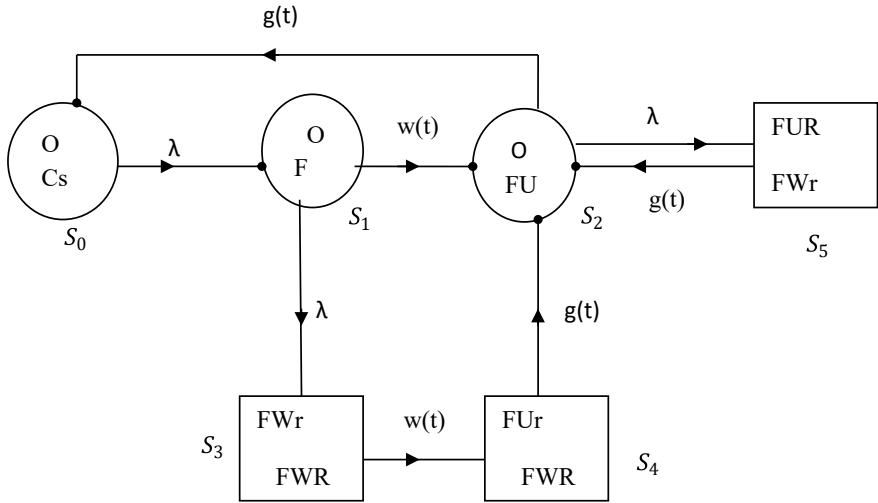 g(t)
O
Cs
S₀
λ
O
F
S₁
w(t)
O
FU
S₂
λ
g(t)
FUR
FWr
S₅
λ
g(t)
S₃
FWr
FWR
w(t)
FUr
FWR
S₄